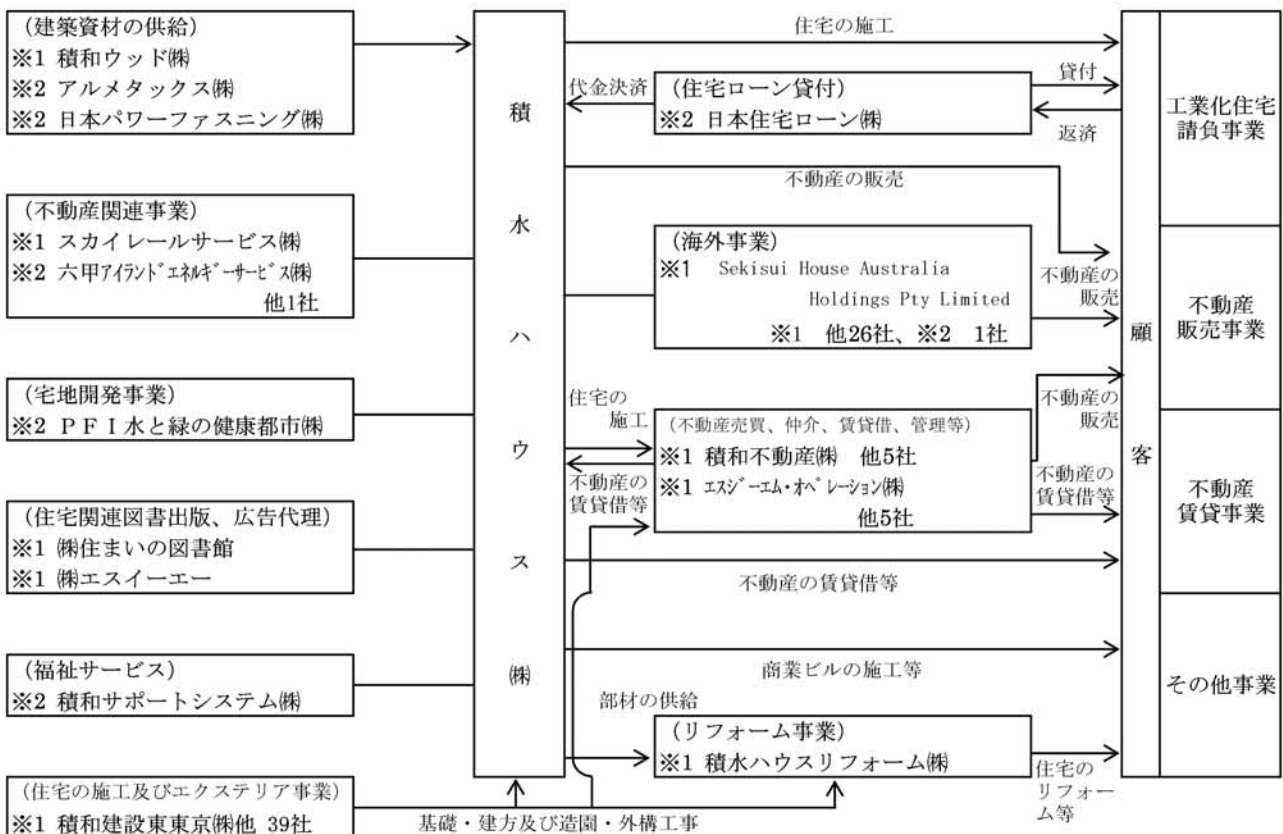 (建築資材の供給)
※1 積和ウッド㈱
※2 アルメタックス㈱
※2 日本パワーファスニング㈱
(不動産関連事業)
※1 スカイレールサービス㈱
※2 六甲アイランドエネルギーサービス㈱
他1社
(宅地開発事業)
※2 PFI水と緑の健康都市㈱
(住宅関連図書出版、広告代理)
※1 ㈱住まいの図書館
※1 ㈱エスイーエー
(福祉サービス)
※2 積和サポートシステム㈱
(住宅の施工及びエクステリア事業)
※1 積和建設東東京㈱他 39社
積水ハウス㈱
住宅の施工
代金決済
(住宅ローン貸付)
※2 日本住宅ローン㈱
貸付
返済
不動産の販売
(海外事業)
※1 Sekisui House Australia
Holdings Pty Limited
※1 他26社、※2 1社
不動産の
販売
住宅の
施工
不動産の
賃貸借等
(不動産売買、仲介、賃貸借、管理等)
※1 積和不動産㈱ 他5社
※1 エスジーエム・オペレーション㈱
他5社
不動産の
販売
不動産の
賃貸借等
不動産の賃貸借等
商業ビルの施工等
部材の供給
(リフォーム事業)
※1 積水ハウスリフォーム㈱
住宅の
リフォー
ム等
基礎・建方及び造園・外構工事
顧客
工業化住宅
請負事業
不動産
販売事業
不動産
賃貸事業
その他事業